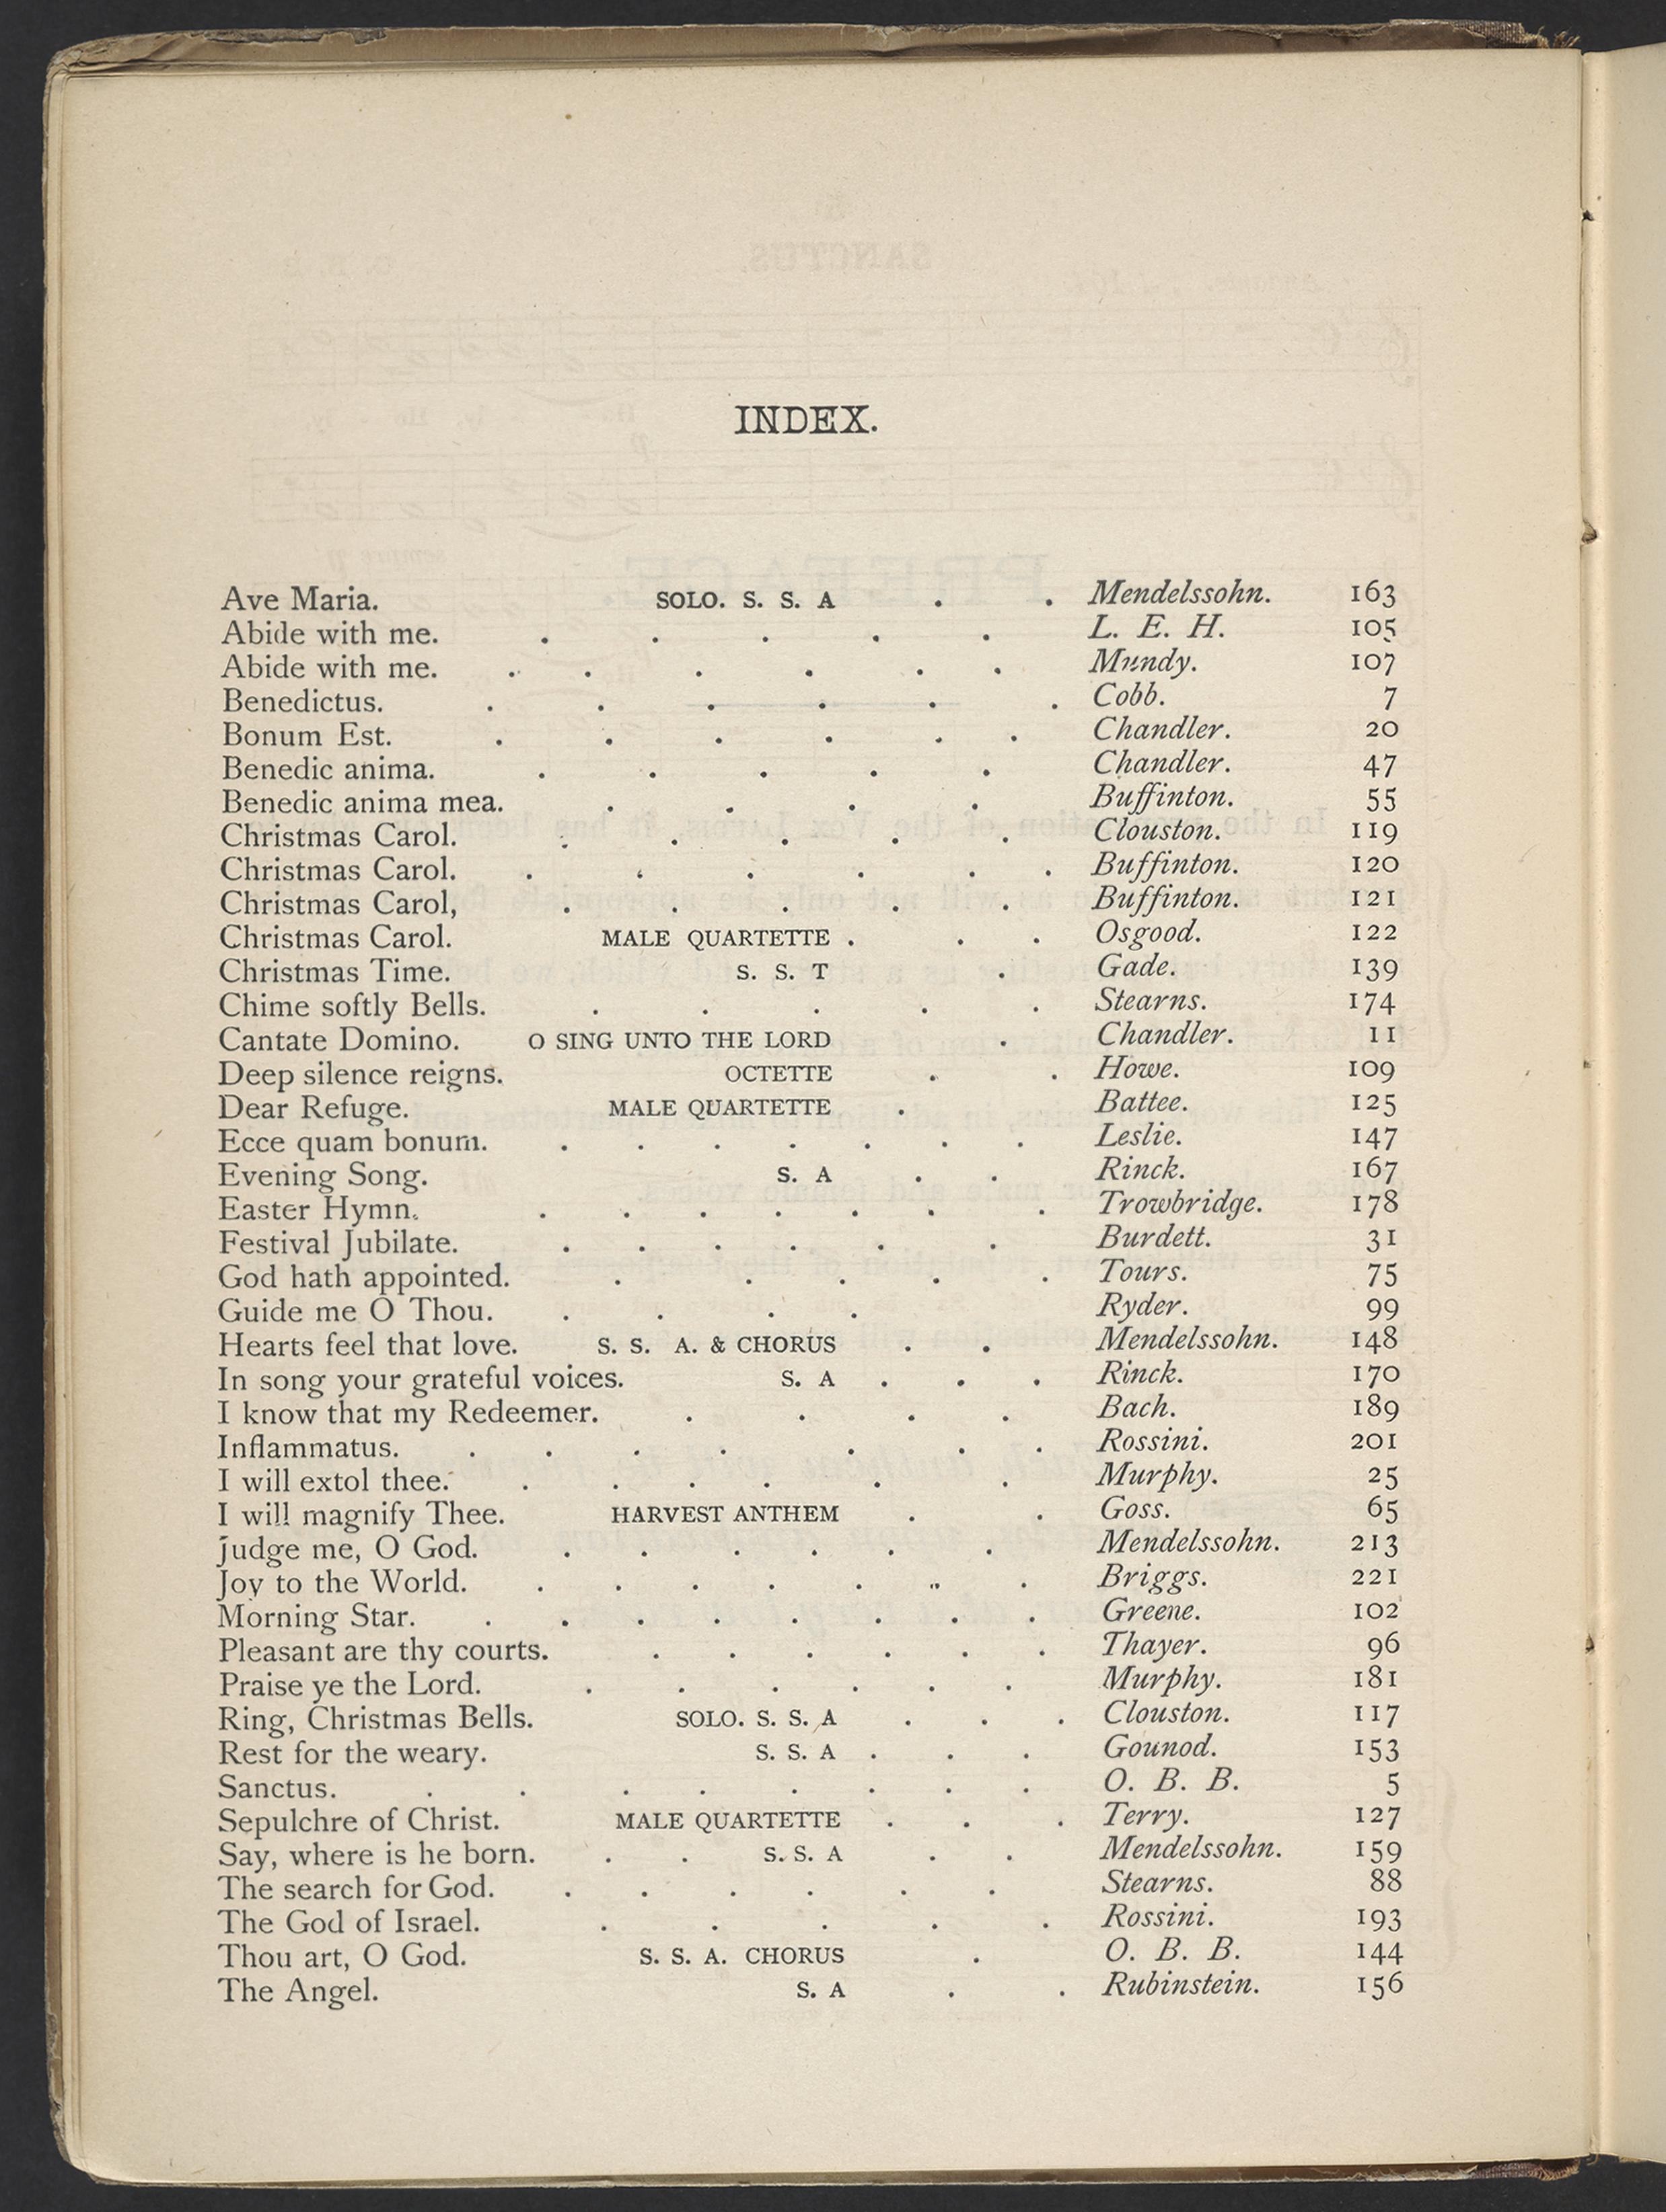 INDEX.
Ave Maria. SOLO. S. S. A . . Mendelssohn. 163
Abide with me. . . . . . L. E. H. 105
Abide with me. . . . . . . Mundy. 107
Benedictus. . . . . . . Cobb. 7
Bonum Est. . . . . . . Chandler. 20
Benedic anima. . . . . . Chandler. 47
Benedic anima mea. . . . . Buffinton. 55
Christmas Carol. . . . . . Clouston. 119
Christmas Carol. . . . . . . Buffinton. 120
Christmas Carol, . . . . . Buffinton. 121
Christmas Carol. MALE QUARTETTE . . . Osgood. 122
Christmas Time. S. S. T . Gade. 139
Chime softly Bells. . . . . . Stearns. 174
Cantate Domino. O SING UNTO THE LORD . Chandler. 11
Deep silence reigns. OCTETTE . . Howe. 109
Dear Refuge. MALE QUARTETTE . Battee. 125
Ecce quam bonum. . . . . . . . Leslie. 147
Evening Song. S. A . . Rinck. 167
Easter Hymn. . . . . . . . Trowbridge. 178
Festival Jubilate. . . . . . . Burdett. 31
God hath appointed. . . . . . Tours. 75
Guide me O Thou. . . . . Ryder. 99
Hearts feel that love. S. S. A. & CHORUS . . Mendelssohn. 148
In song your grateful voices. S. A . . . Rinck. 170
I know that my Redeemer. . . . . Bach. 189
Inflammatus. . . . . . . . Rossini. 201
I will extol thee. . . . . . . Murphy. 25
I will magnify Thee. HARVEST ANTHEM . . Goss. 65
judge me, O God. . . . . . . Mendelssohn. 213
Joy to the World. . . . . . . . Briggs. 221
Morning Star. . . . . . . . . Greene. 102
Pleasant are thy courts. . . . . . . Thayer. 96
Praise ye the Lord. . . . . . . Murphy. 181
Ring, Christmas Bells. SOLO. S. S. A . . . Clouston. 117
Rest for the weary. S. S. A . . . Gounod. 153
Sanctus. . . . . . . . . O. B. B. 5
Sepulchre of Christ. MALE QUARTETTE . . . Terry. 127
Say, where is he born. . . S. S. A . . Mendelssohn. 159
The search for God. . . . . . . Stearns. 88
The God of Israel. . . . . . Rossini. 193
Thou art, O God. S. S. A. CHORUS . O. B. B. 144
The Angel. S. A . . Rubinstein. 156